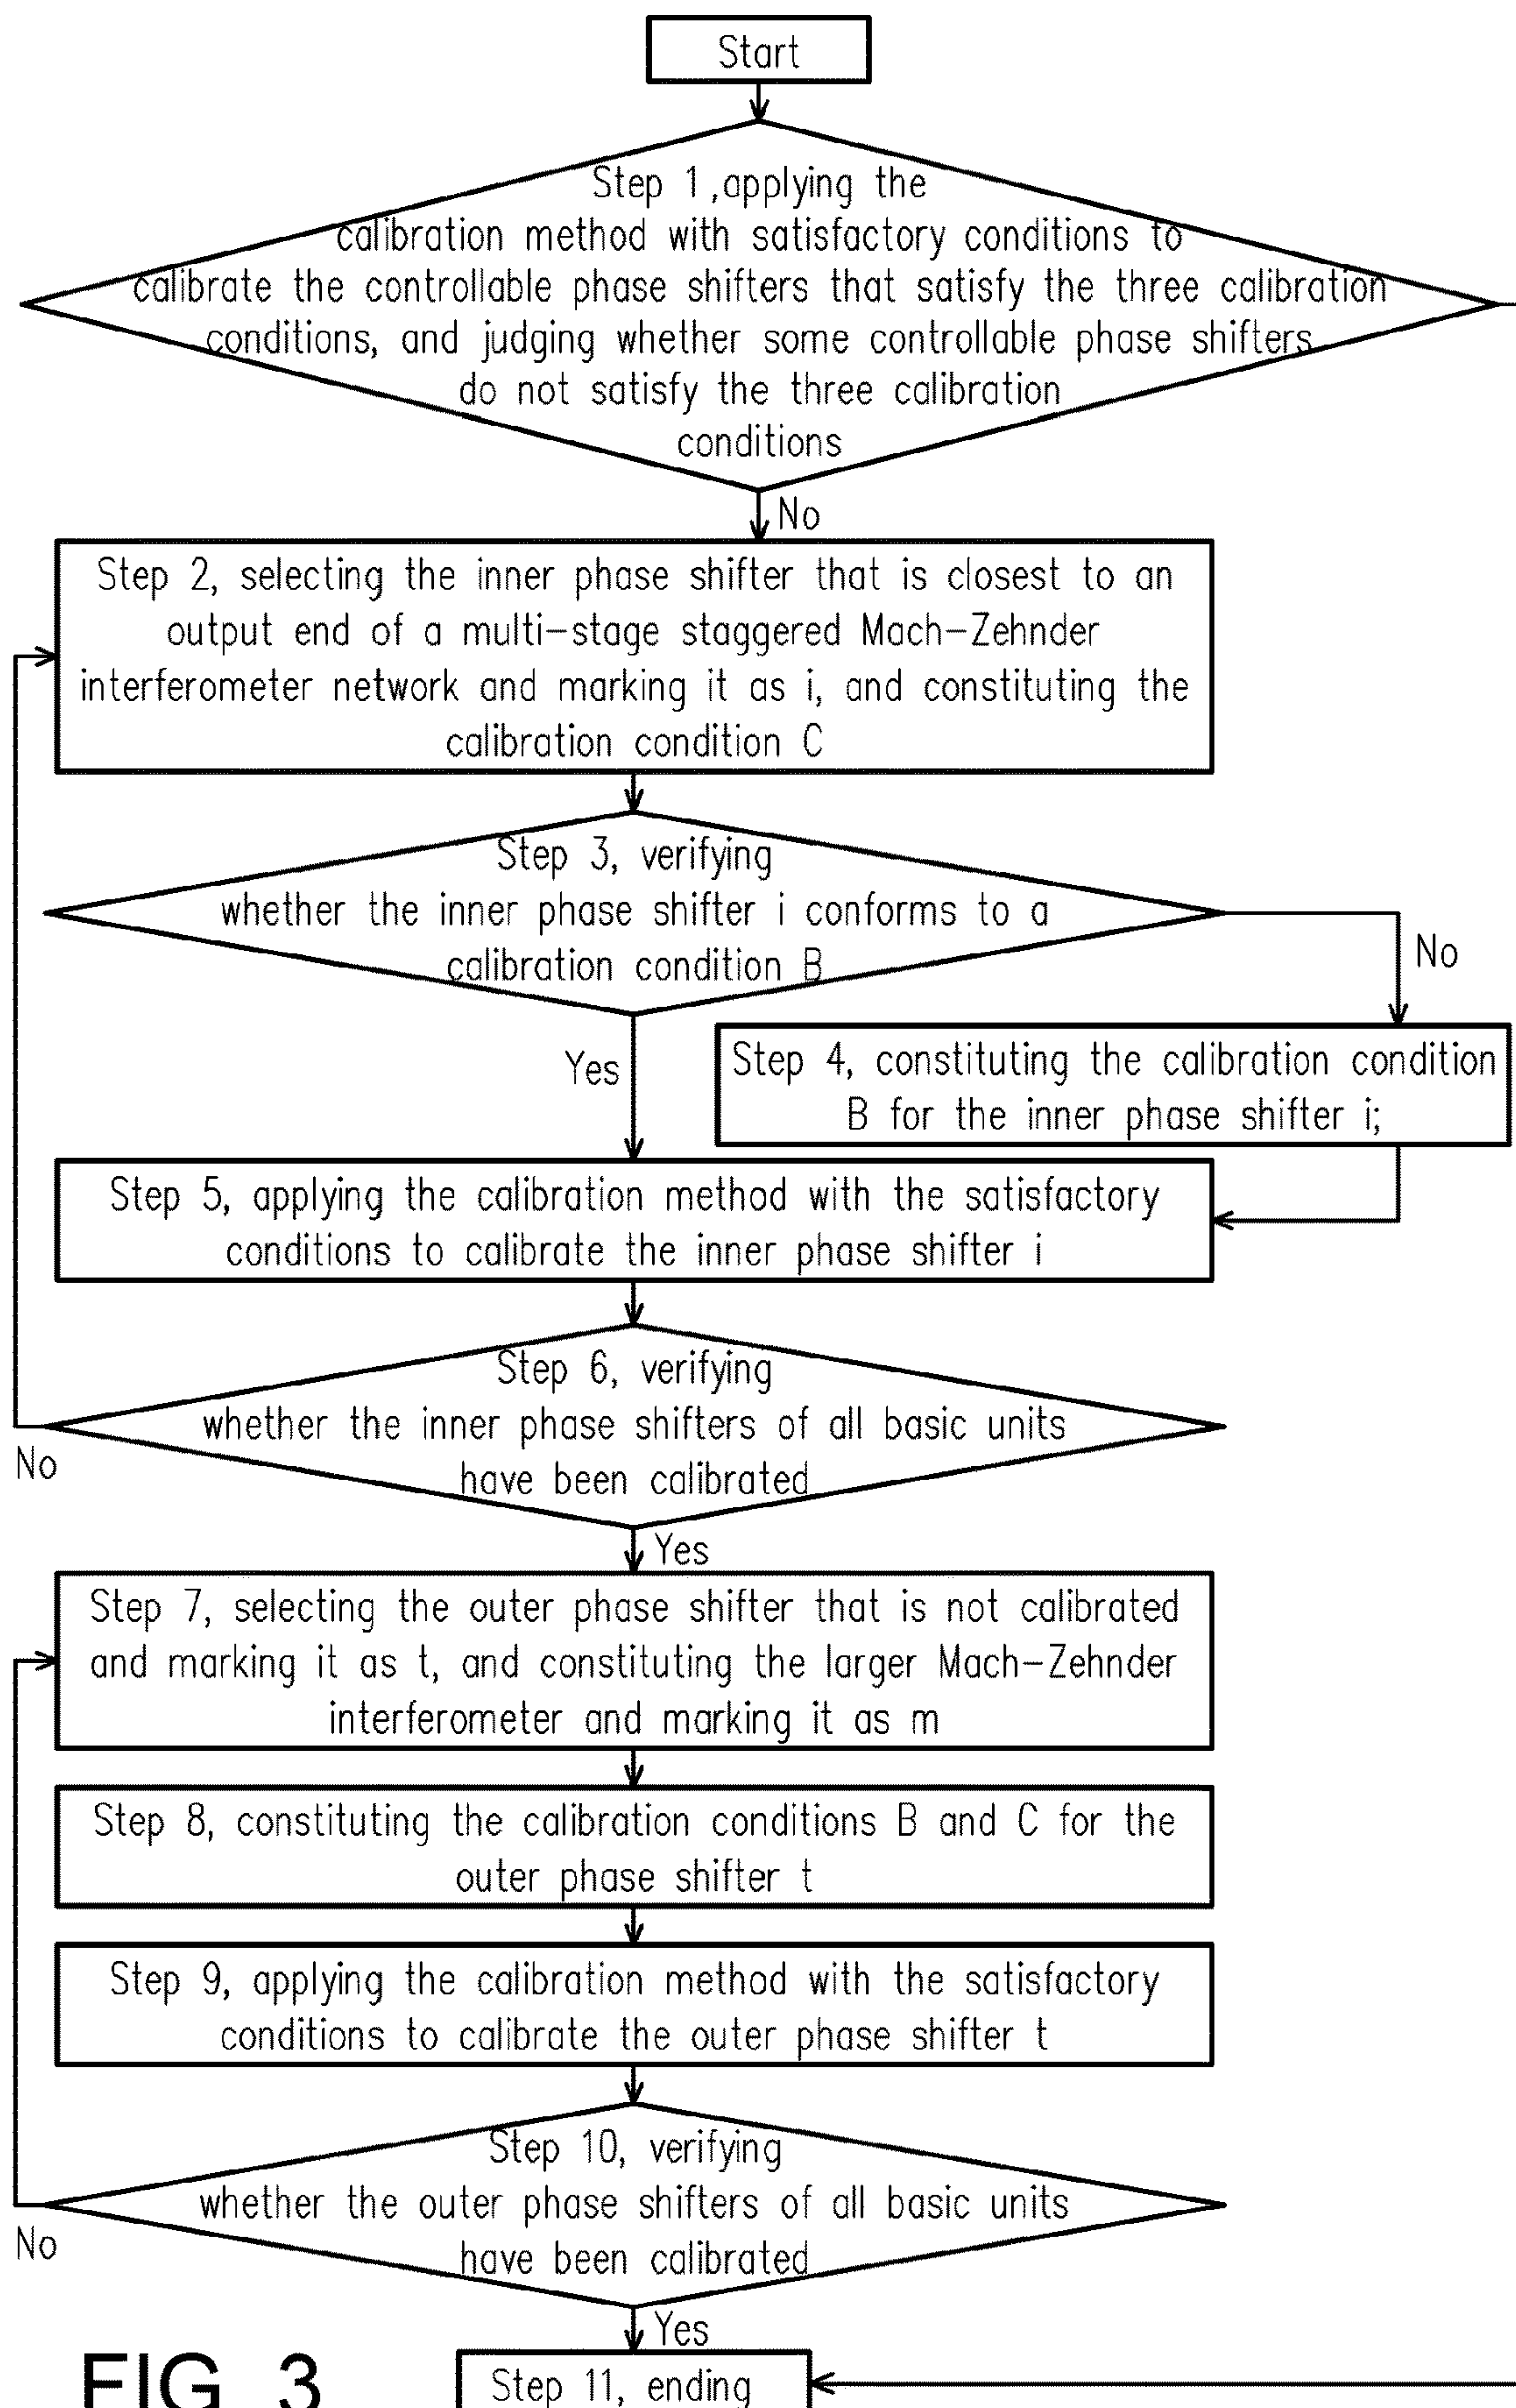 Start
Step 1,applying the
calibration method with satisfactory conditions to
calibrate the controllable phase shifters that satisfy the three calibration
conditions, and judging whether some controllable phase shifters
do not satisfy the three calibration
conditions
No
Step 2, selecting the inner phase shifter that is closest to an
output end of a multi-stage staggered Mach-Zehnder
interferometer network and marking it as i, and constituting the
calibration condition C
Step 3, verifying
whether the inner phase shifter i conforms to a
calibration condition B
No
Yes
Step 4, constituting the calibration condition
B for the inner phase shifter i;
Step 5, applying the calibration method with the satisfactory
conditions to calibrate the inner phase shifter i
Step 6, verifying
whether the inner phase shifters of all basic units
have been calibrated
No
Yes
Step 7, selecting the outer phase shifter that is not calibrated
and marking it as t, and constituting the larger Mach-Zehnder
interferometer and marking it as m
Step 8, constituting the calibration conditions B and C for the
outer phase shifter t
Step 9, applying the calibration method with the satisfactory
conditions to calibrate the outer phase shifter t
Step 10, verifying
whether the outer phase shifters of all basic units
have been calibrated
No
Yes
Step 11, ending
FIG. 3